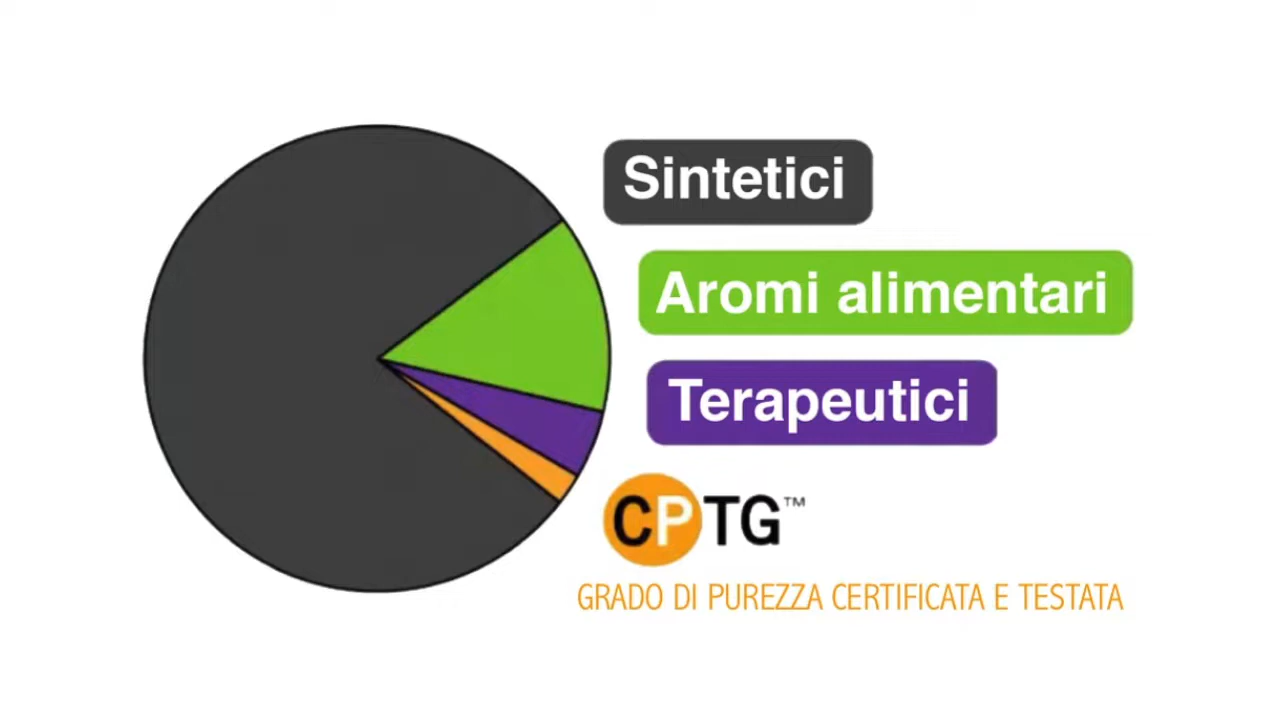 Sintetici
Aromi alimentari
Terapeutici
CPTG™
GRADO DI PUREZZA CERTIFICATA E TESTATA